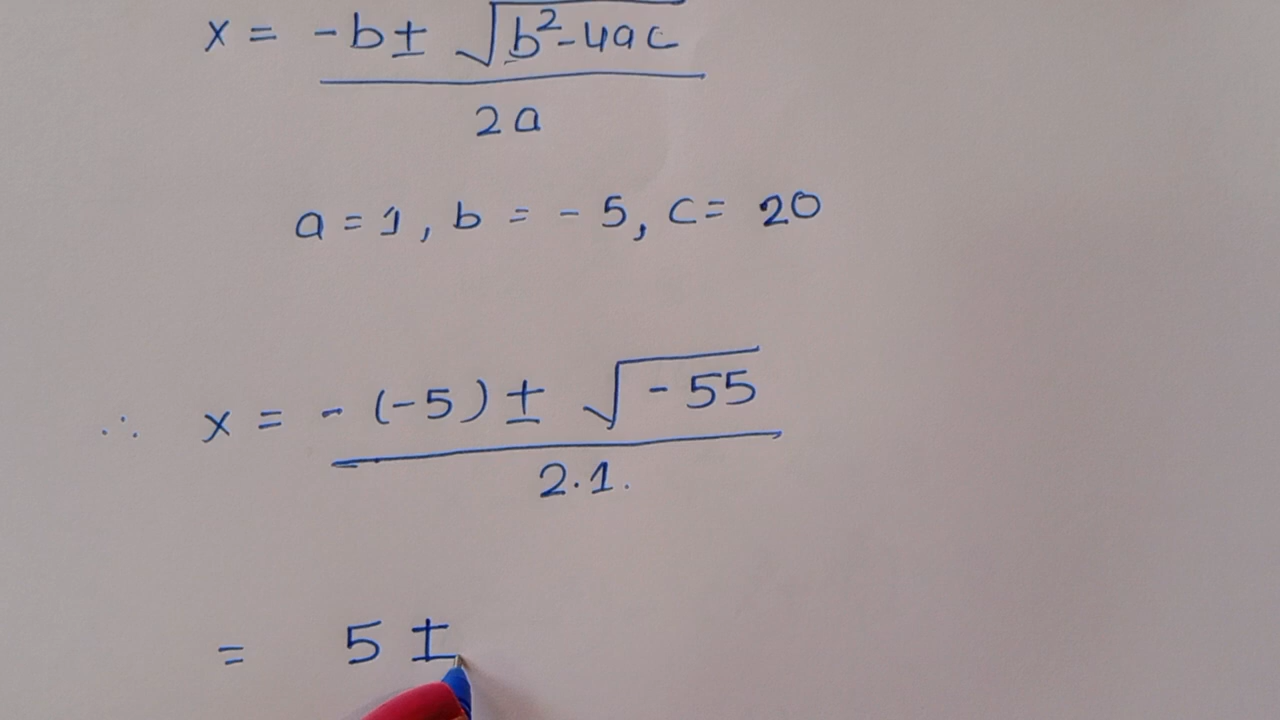 x = -b ± √b²-4ac
2a
a = 1, b = - 5, c = 20
∴ x = - (-5) ± √-55
2.1.
= 5 ±